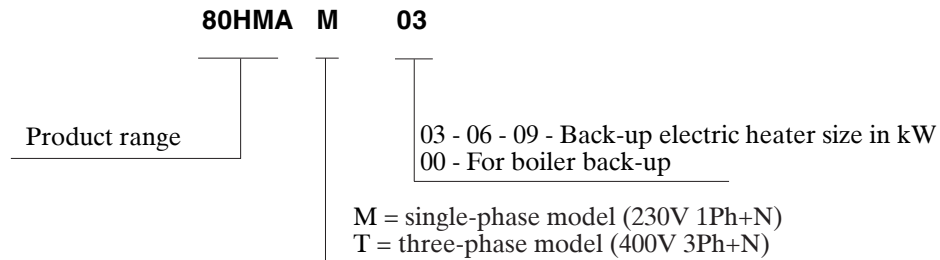 80HMA M 03
Product range
03 - 06 - 09 - Back-up electric heater size in kW
00 - For boiler back-up
M = single-phase model (230V 1Ph+N)
T = three-phase model (400V 3Ph+N)